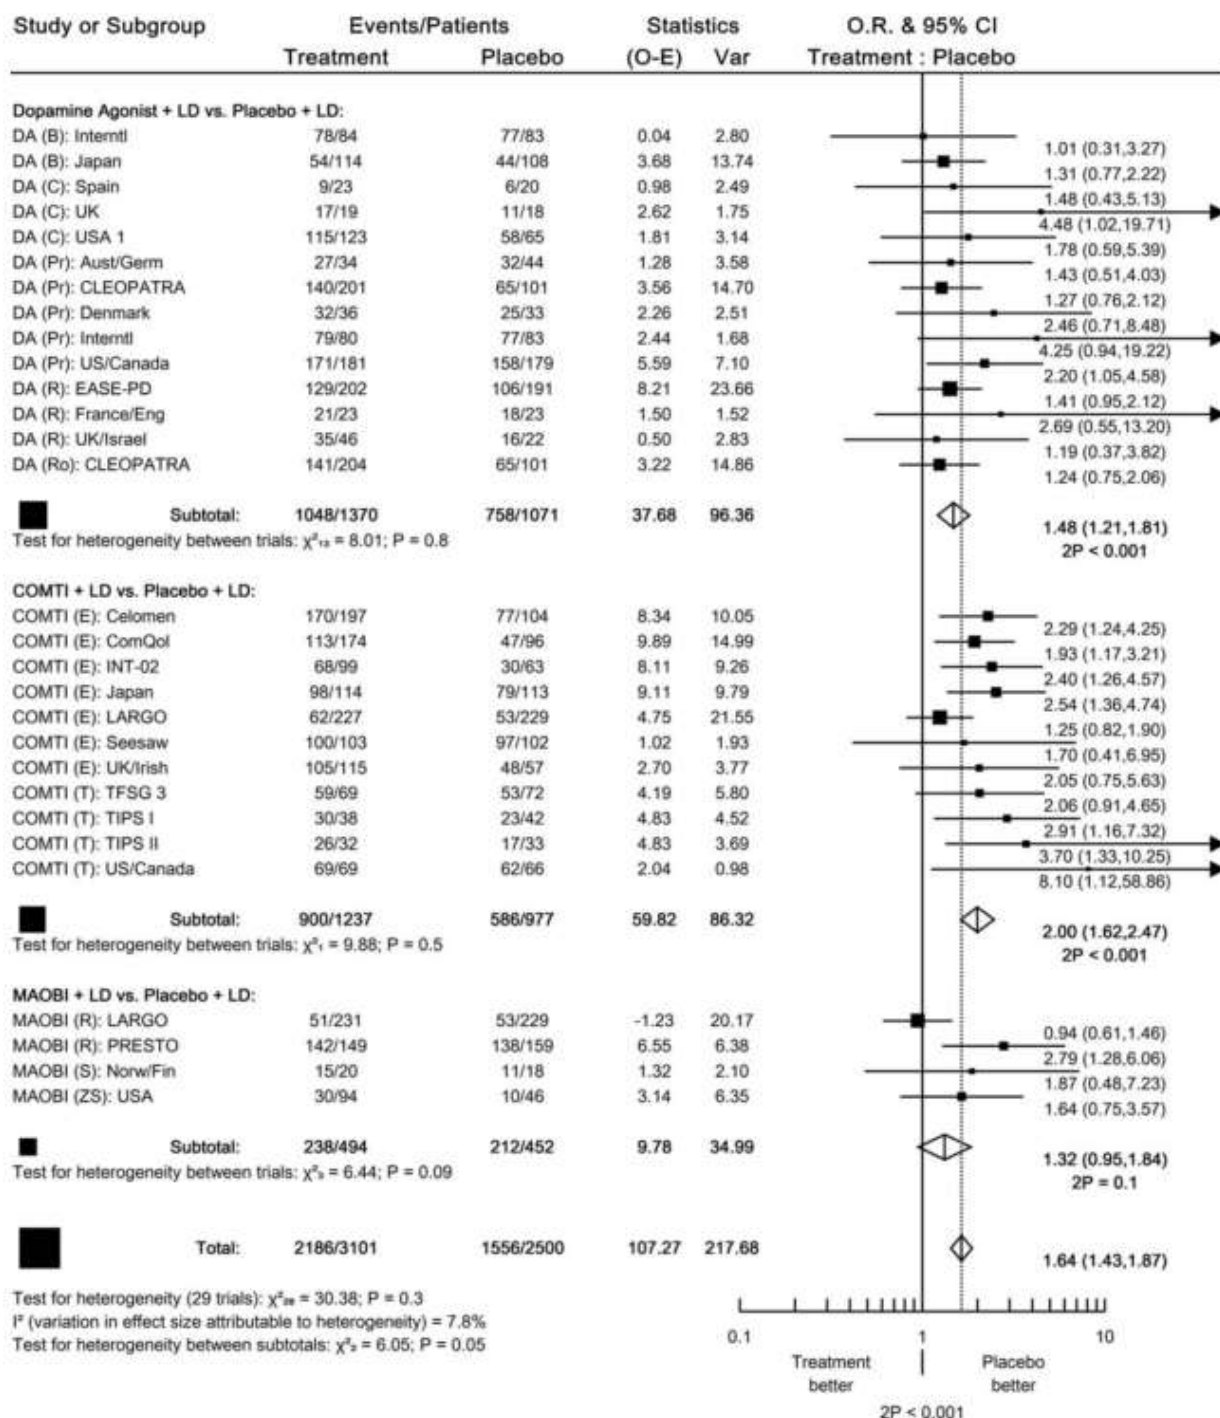 Study or Subgroup Events/Patients Statistics O.R. & 95% CI
Treatment Placebo (O-E) Var Treatment : Placebo
Dopamine Agonist + LD vs. Placebo + LD:
DA (B): Interntl 78/84 77/83 0.04 2.80 1.01 (0.31,3.27)
DA (B): Japan 54/114 44/108 3.68 13.74 1.31 (0.77,2.22)
DA (C): Spain 9/23 6/20 0.98 2.49 1.48 (0.43,5.13)
DA (C): UK 17/19 11/18 2.62 1.75 4.48 (1.02,19.71)
DA (C): USA 1 115/123 58/65 1.81 3.14 1.78 (0.59,5.39)
DA (Pr): Aust/Germ 27/34 32/44 1.28 3.58 1.43 (0.51,4.03)
DA (Pr): CLEOPATRA 140/201 65/101 3.56 14.70 1.27 (0.76,2.12)
DA (Pr): Denmark 32/36 25/33 2.26 2.51 2.46 (0.71,8.48)
DA (Pr): Interntl 79/80 77/83 2.44 1.68 4.25 (0.94,19.22)
DA (Pr): US/Canada 171/181 158/179 5.59 7.10 2.20 (1.05,4.58)
DA (R): EASE-PD 129/202 106/191 8.21 23.66 1.41 (0.95,2.12)
DA (R): France/Eng 21/23 18/23 1.50 1.52 2.69 (0.55,13.20)
DA (R): UK/Israel 35/46 16/22 0.50 2.83 1.19 (0.37,3.82)
DA (Ro): CLEOPATRA 141/204 65/101 3.22 14.86 1.24 (0.75,2.06)
Subtotal: 1048/1370 758/1071 37.68 96.36 1.48 (1.21,1.81)
Test for heterogeneity between trials: χ²₁₃ = 8.01; P = 0.8 2P < 0.001
COMTI + LD vs. Placebo + LD:
COMTI (E): Celomen 170/197 77/104 8.34 10.05 2.29 (1.24,4.25)
COMTI (E): ComQol 113/174 47/96 9.89 14.99 1.93 (1.17,3.21)
COMTI (E): INT-02 68/99 30/63 8.11 9.26 2.40 (1.26,4.57)
COMTI (E): Japan 98/114 79/113 9.11 9.79 2.54 (1.36,4.74)
COMTI (E): LARGO 62/227 53/229 4.75 21.55 1.25 (0.82,1.90)
COMTI (E): Seesaw 100/103 97/102 1.02 1.93 1.70 (0.41,6.95)
COMTI (E): UK/Irish 105/115 48/57 2.70 3.77 2.05 (0.75,5.63)
COMTI (T): TFSG 3 59/69 53/72 4.19 5.80 2.06 (0.91,4.65)
COMTI (T): TIPS I 30/38 23/42 4.83 4.52 2.91 (1.16,7.32)
COMTI (T): TIPS II 26/32 17/33 4.83 3.69 3.70 (1.33,10.25)
COMTI (T): US/Canada 69/69 62/66 2.04 0.98 8.10 (1.12,58.86)
Subtotal: 900/1237 586/977 59.82 86.32 2.00 (1.62,2.47)
Test for heterogeneity between trials: χ²₁ = 9.88; P = 0.5 2P < 0.001
MAOBI + LD vs. Placebo + LD:
MAOBI (R): LARGO 51/231 53/229 -1.23 20.17 0.94 (0.61,1.46)
MAOBI (R): PRESTO 142/149 138/159 6.55 6.38 2.79 (1.28,6.06)
MAOBI (S): Norw/Fin 15/20 11/18 1.32 2.10 1.87 (0.48,7.23)
MAOBI (ZS): USA 30/94 10/46 3.14 6.35 1.64 (0.75,3.57)
Subtotal: 238/494 212/452 9.78 34.99 1.32 (0.95,1.84)
Test for heterogeneity between trials: χ²₃ = 6.44; P = 0.09 2P = 0.1
Total: 2186/3101 1556/2500 107.27 217.68 1.64 (1.43,1.87)
Test for heterogeneity (29 trials): χ²₂₈ = 30.38; P = 0.3
I² (variation in effect size attributable to heterogeneity) = 7.8%
Test for heterogeneity between subtotals: χ²₂ = 6.05; P = 0.05
0.1 1 10
Treatment better Placebo better
2P < 0.001